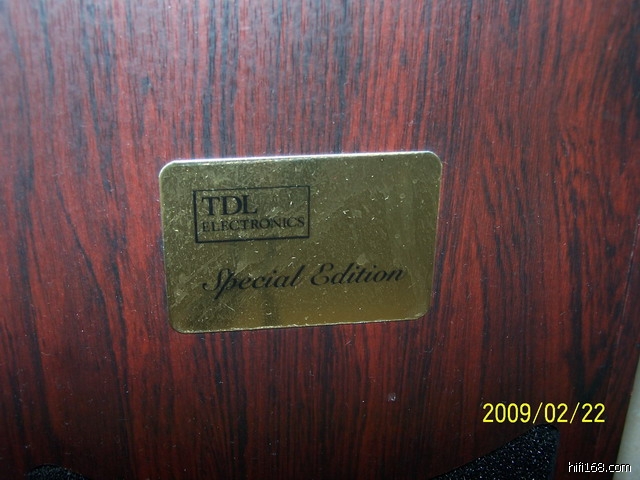 TDL
ELECTRONICS
Special Edition
2009/02/22
hifi168.com